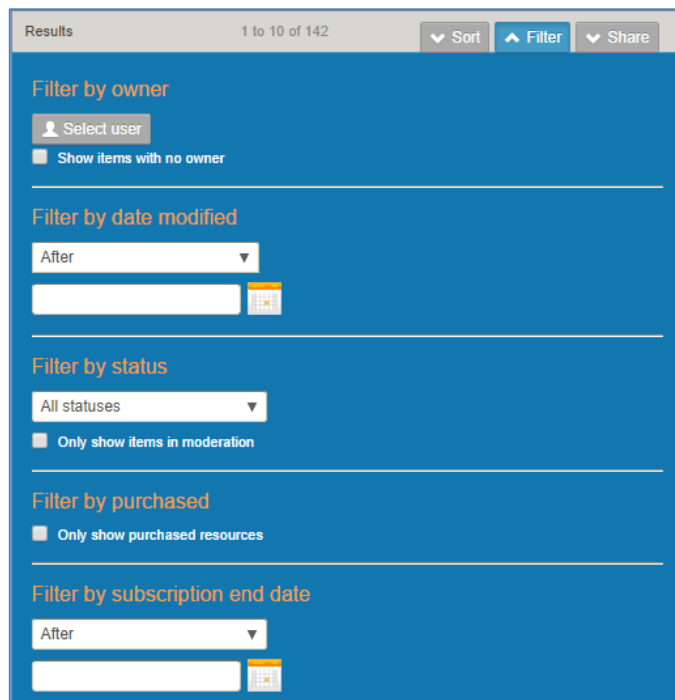 Results 1 to 10 of 142 Sort Filter Share
Filter by owner
Select user
Show items with no owner
Filter by date modified
After
Filter by status
All statuses
Only show items in moderation
Filter by purchased
Only show purchased resources
Filter by subscription end date
After